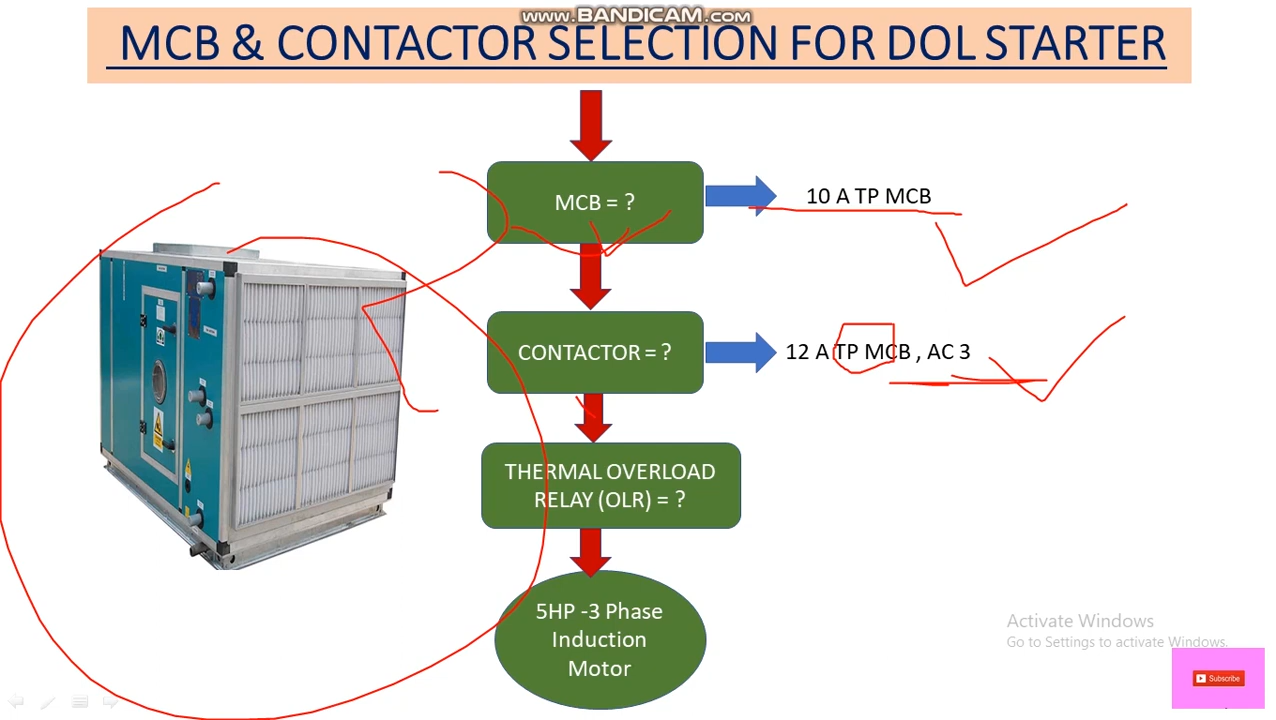 www.BANDICAM.com
MCB & CONTACTOR SELECTION FOR DOL STARTER
MCB = ?
10 A TP MCB
CONTACTOR = ?
12 A TP MCB , AC 3
THERMAL OVERLOAD
RELAY (OLR) = ?
5HP -3 Phase
Induction
Motor
Activate Windows
Go to Settings to activate Windows.
Subscribe